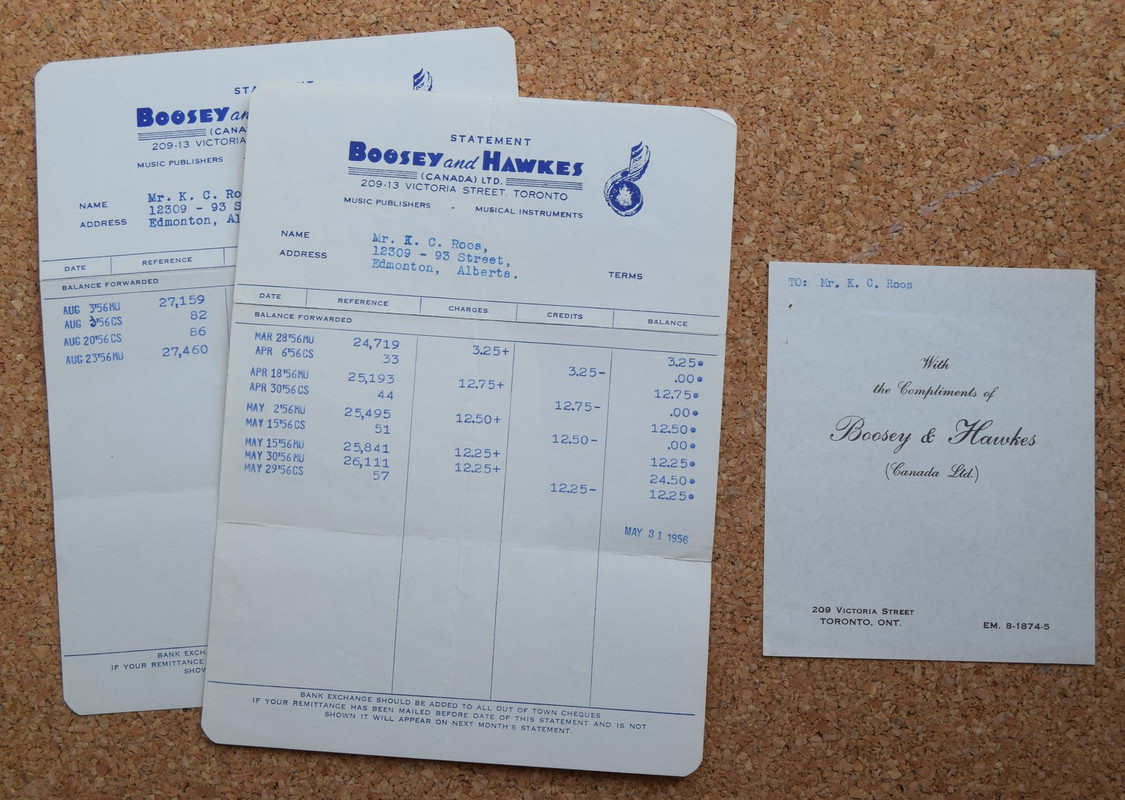 STA
BOOSEY an
(CANA
209-13 VICTORIA
MUSIC PUBLISHERS
NAME Mr. K. C. Ro
ADDRESS 12309 - 93 S
Edmonton, Al
DATE REFERENCE
BALANCE FORWARDED
AUG 3'56MU 27,159
AUG 3'56CS 82
AUG 20'56CS 86
AUG 23'56MU 27,460
BANK EXCH
IF YOUR REMITTANCE
SHOW
STATEMENT
BOOSEY and HAWKES
(CANADA) LTD.
209-13 VICTORIA STREET, TORONTO
MUSIC PUBLISHERS - MUSICAL INSTRUMENTS
NAME Mr. K. C. Roos,
ADDRESS 12309 - 93 Street,
Edmonton, Alberta.
TERMS
DATE REFERENCE CHARGES CREDITS BALANCE
BALANCE FORWARDED
MAR 28'56MU 24,719 3.25+ 3.25•
APR 6'56CS 33 3.25- .00•
APR 18'56MU 25,193 12.75+ 12.75•
APR 30'56CS 44 12.75- .00•
MAY 2'56MU 25,495 12.50+ 12.50•
MAY 15'56CS 51 12.50- .00•
MAY 15'56MU 25,841 12.25+ 12.25•
MAY 30'56MU 26,111 12.25+ 24.50•
MAY 29'56CS 57 12.25- 12.25•
MAY 31 1956
BANK EXCHANGE SHOULD BE ADDED TO ALL OUT OF TOWN CHEQUES
IF YOUR REMITTANCE HAS BEEN MAILED BEFORE DATE OF THIS STATEMENT AND IS NOT
SHOWN IT WILL APPEAR ON NEXT MONTH'S STATEMENT.
TO: Mr. K. C. Roos
With
the Compliments of
Boosey & Hawkes
(Canada Ltd.)
209 VICTORIA STREET
TORONTO, ONT.
EM. 8-1874-5